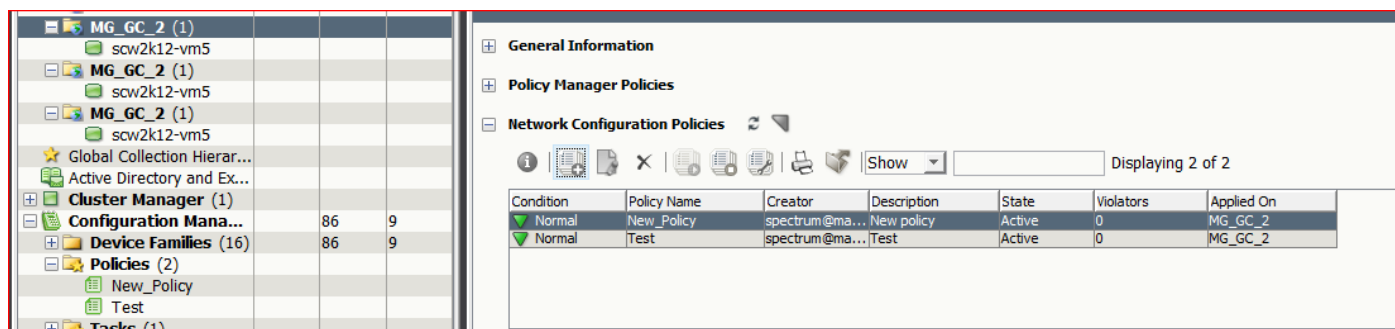 MG_GC_2 (1)
scw2k12-vm5
MG_GC_2 (1)
scw2k12-vm5
MG_GC_2 (1)
scw2k12-vm5
Global Collection Hierar...
Active Directory and Ex...
Cluster Manager (1)
Configuration Mana... 86 9
Device Families (16) 86 9
Policies (2)
New_Policy
Test
Tasks (1)
General Information
Policy Manager Policies
Network Configuration Policies
Show Displaying 2 of 2
Condition Policy Name Creator Description State Violators Applied On
Normal New_Policy spectrum@ma... New policy Active 0 MG_GC_2
Normal Test spectrum@ma... Test Active 0 MG_GC_2